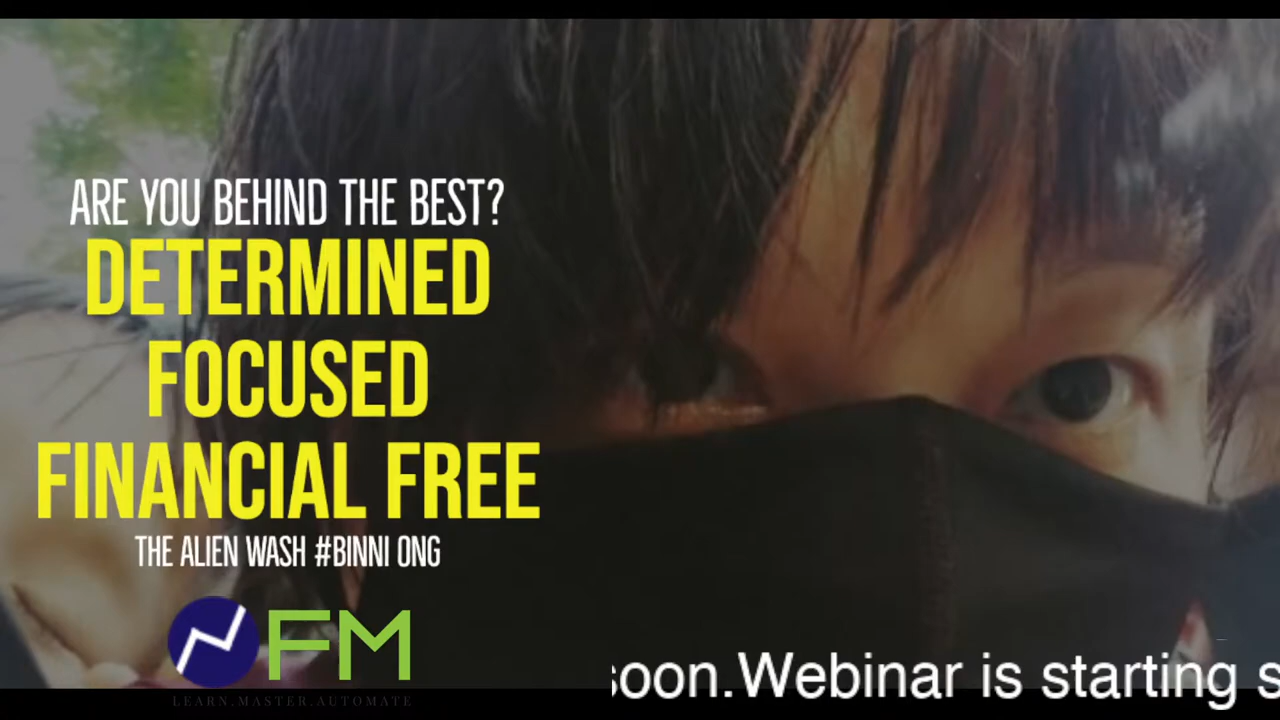 ARE YOU BEHIND THE BEST?
DETERMINED
FOCUSED
FINANCIAL FREE
THE ALIEN WASH #BINNI ONG
FM
LEARN.MASTER.AUTOMATE
soon.Webinar is starting s